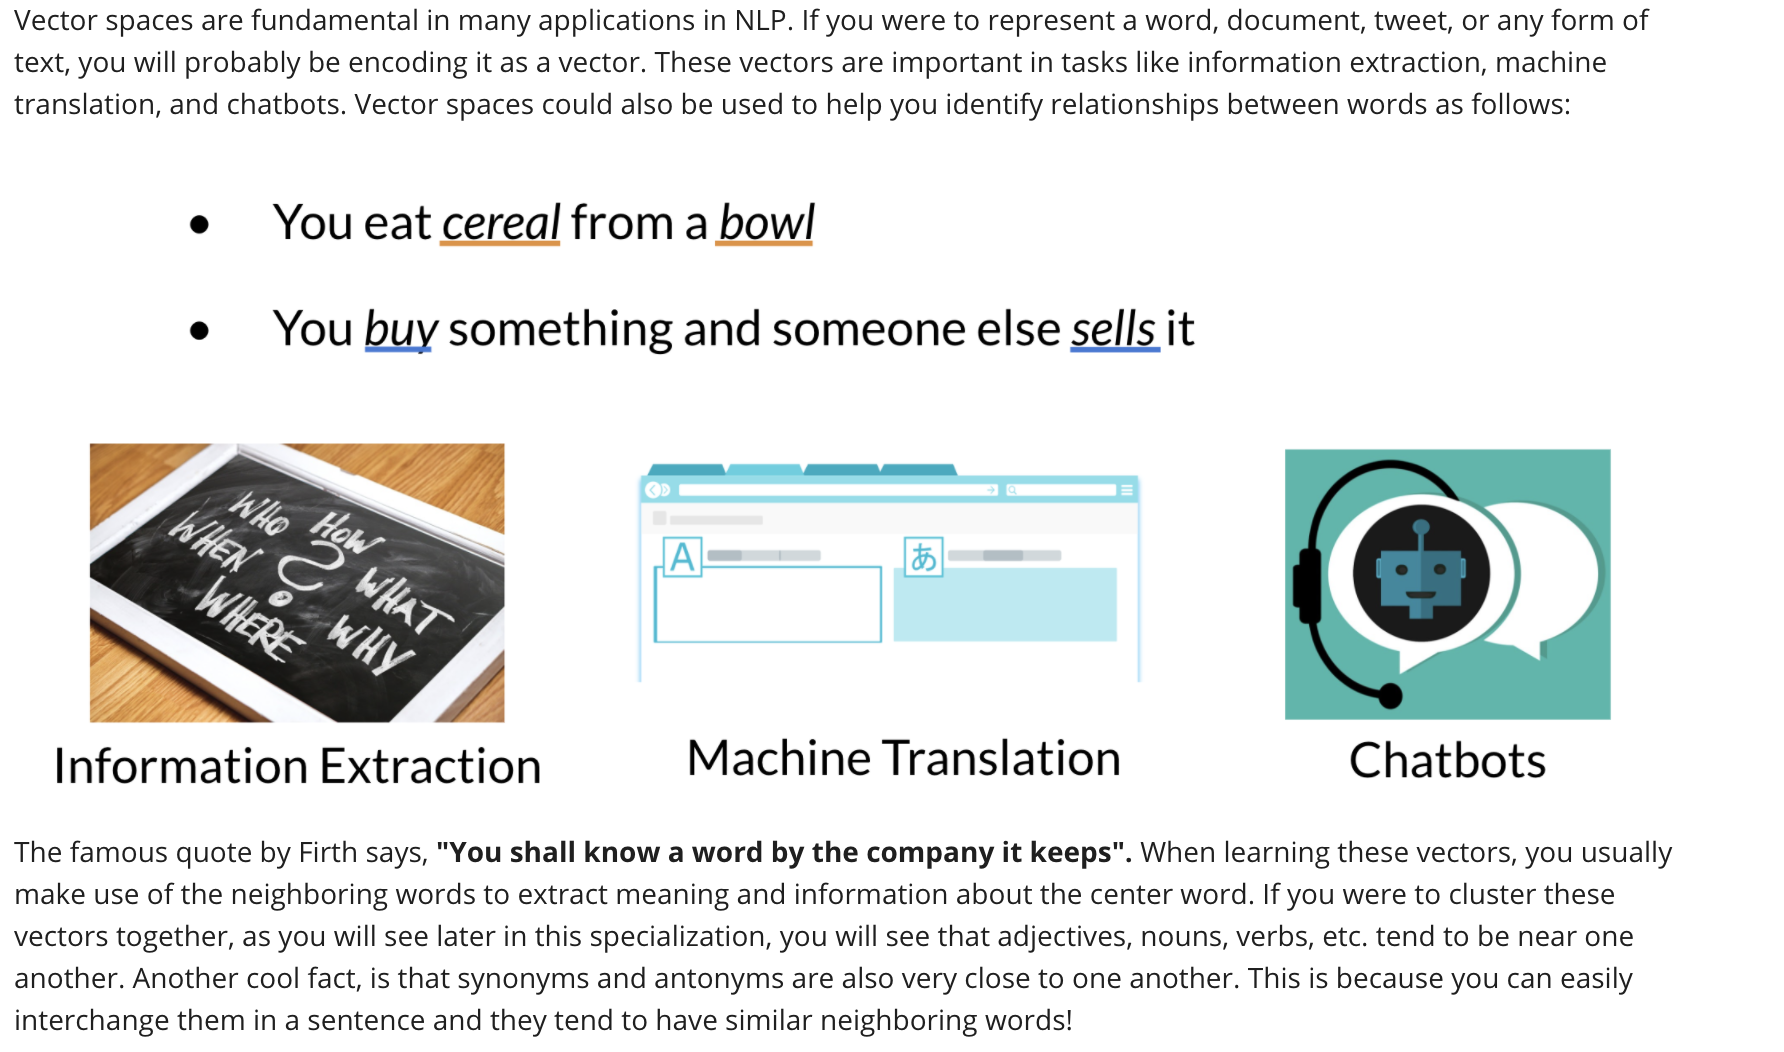 Vector spaces are fundamental in many applications in NLP. If you were to represent a word, document, tweet, or any form of
text, you will probably be encoding it as a vector. These vectors are important in tasks like information extraction, machine
translation, and chatbots. Vector spaces could also be used to help you identify relationships between words as follows:
• You eat cereal from a bowl
• You buy something and someone else sells it
WHO HOW
WHEN ? WHAT
WHERE WHY
A あ
Information Extraction
Machine Translation
Chatbots
The famous quote by Firth says, "You shall know a word by the company it keeps". When learning these vectors, you usually
make use of the neighboring words to extract meaning and information about the center word. If you were to cluster these
vectors together, as you will see later in this specialization, you will see that adjectives, nouns, verbs, etc. tend to be near one
another. Another cool fact, is that synonyms and antonyms are also very close to one another. This is because you can easily
interchange them in a sentence and they tend to have similar neighboring words!